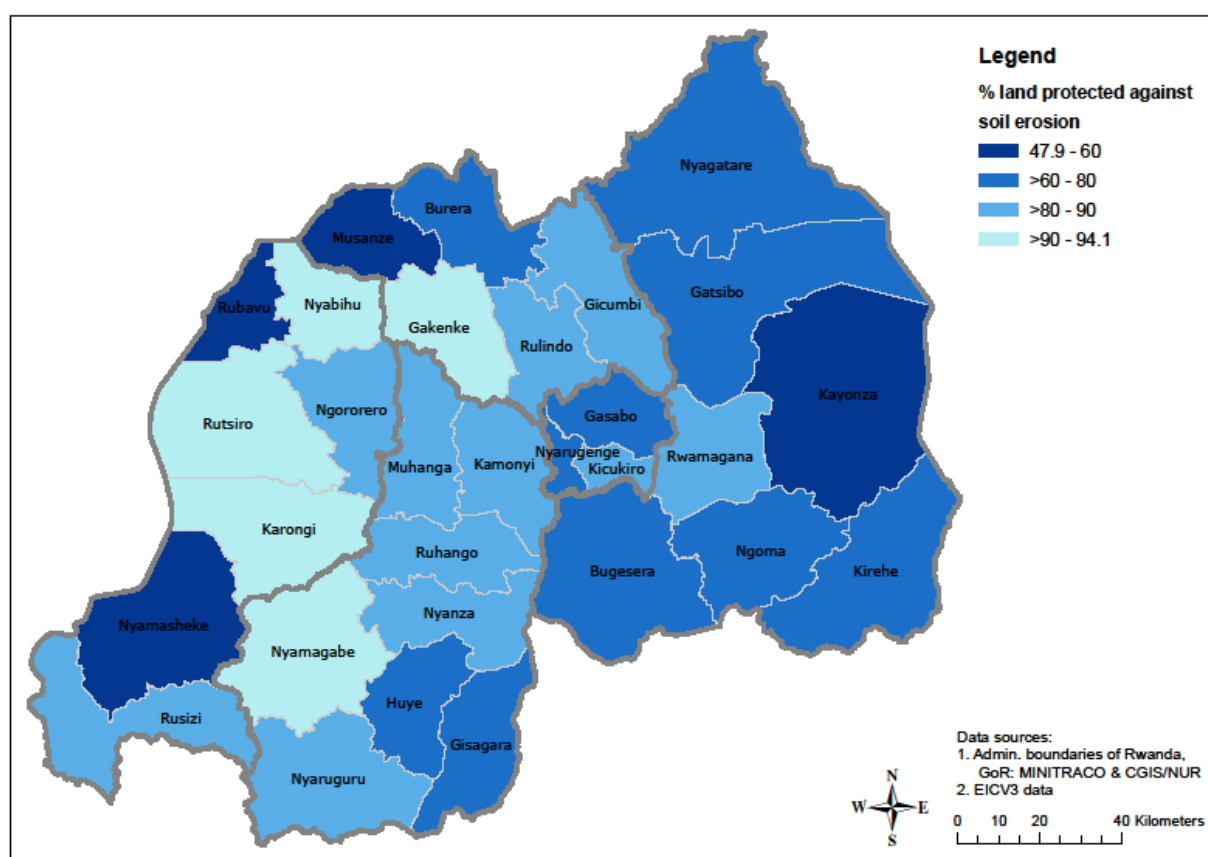 Legend
% land protected against
soil erosion
47.9 - 60
>60 - 80
>80 - 90
>90 - 94.1
Nyagatare
Burera
Musanze
Gatsibo
Rubavu
Nyabihu
Gicumbi
Gakenke
Rulindo
Kayonza
Ngororero
Gasabo
Rutsiro
Nyarugenge
Rwamagana
Muhanga
Kamonyi
Kicukiro
Karongi
Ruhango
Ngoma
Bugesera
Kirehe
Nyanza
Nyamasheke
Nyamagabe
Huye
Rusizi
Gisagara
Nyaruguru
Data sources:
1. Admin. boundaries of Rwanda,
GoR: MINITRACO & CGIS/NUR
2. EICV3 data
N
W E
S
0 10 20 40 Kilometers